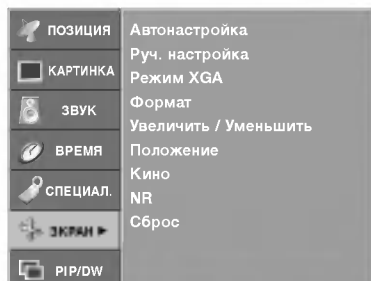 ПОЗИЦИЯ
КАРТИНКА
ЗВУК
ВРЕМЯ
СПЕЦИАЛ.
ЭКРАН ►
PIP/DW
Автонастройка
Руч. настройка
Режим XGA
Формат
Увеличить / Уменьшить
Положение
Кино
NR
Сброс